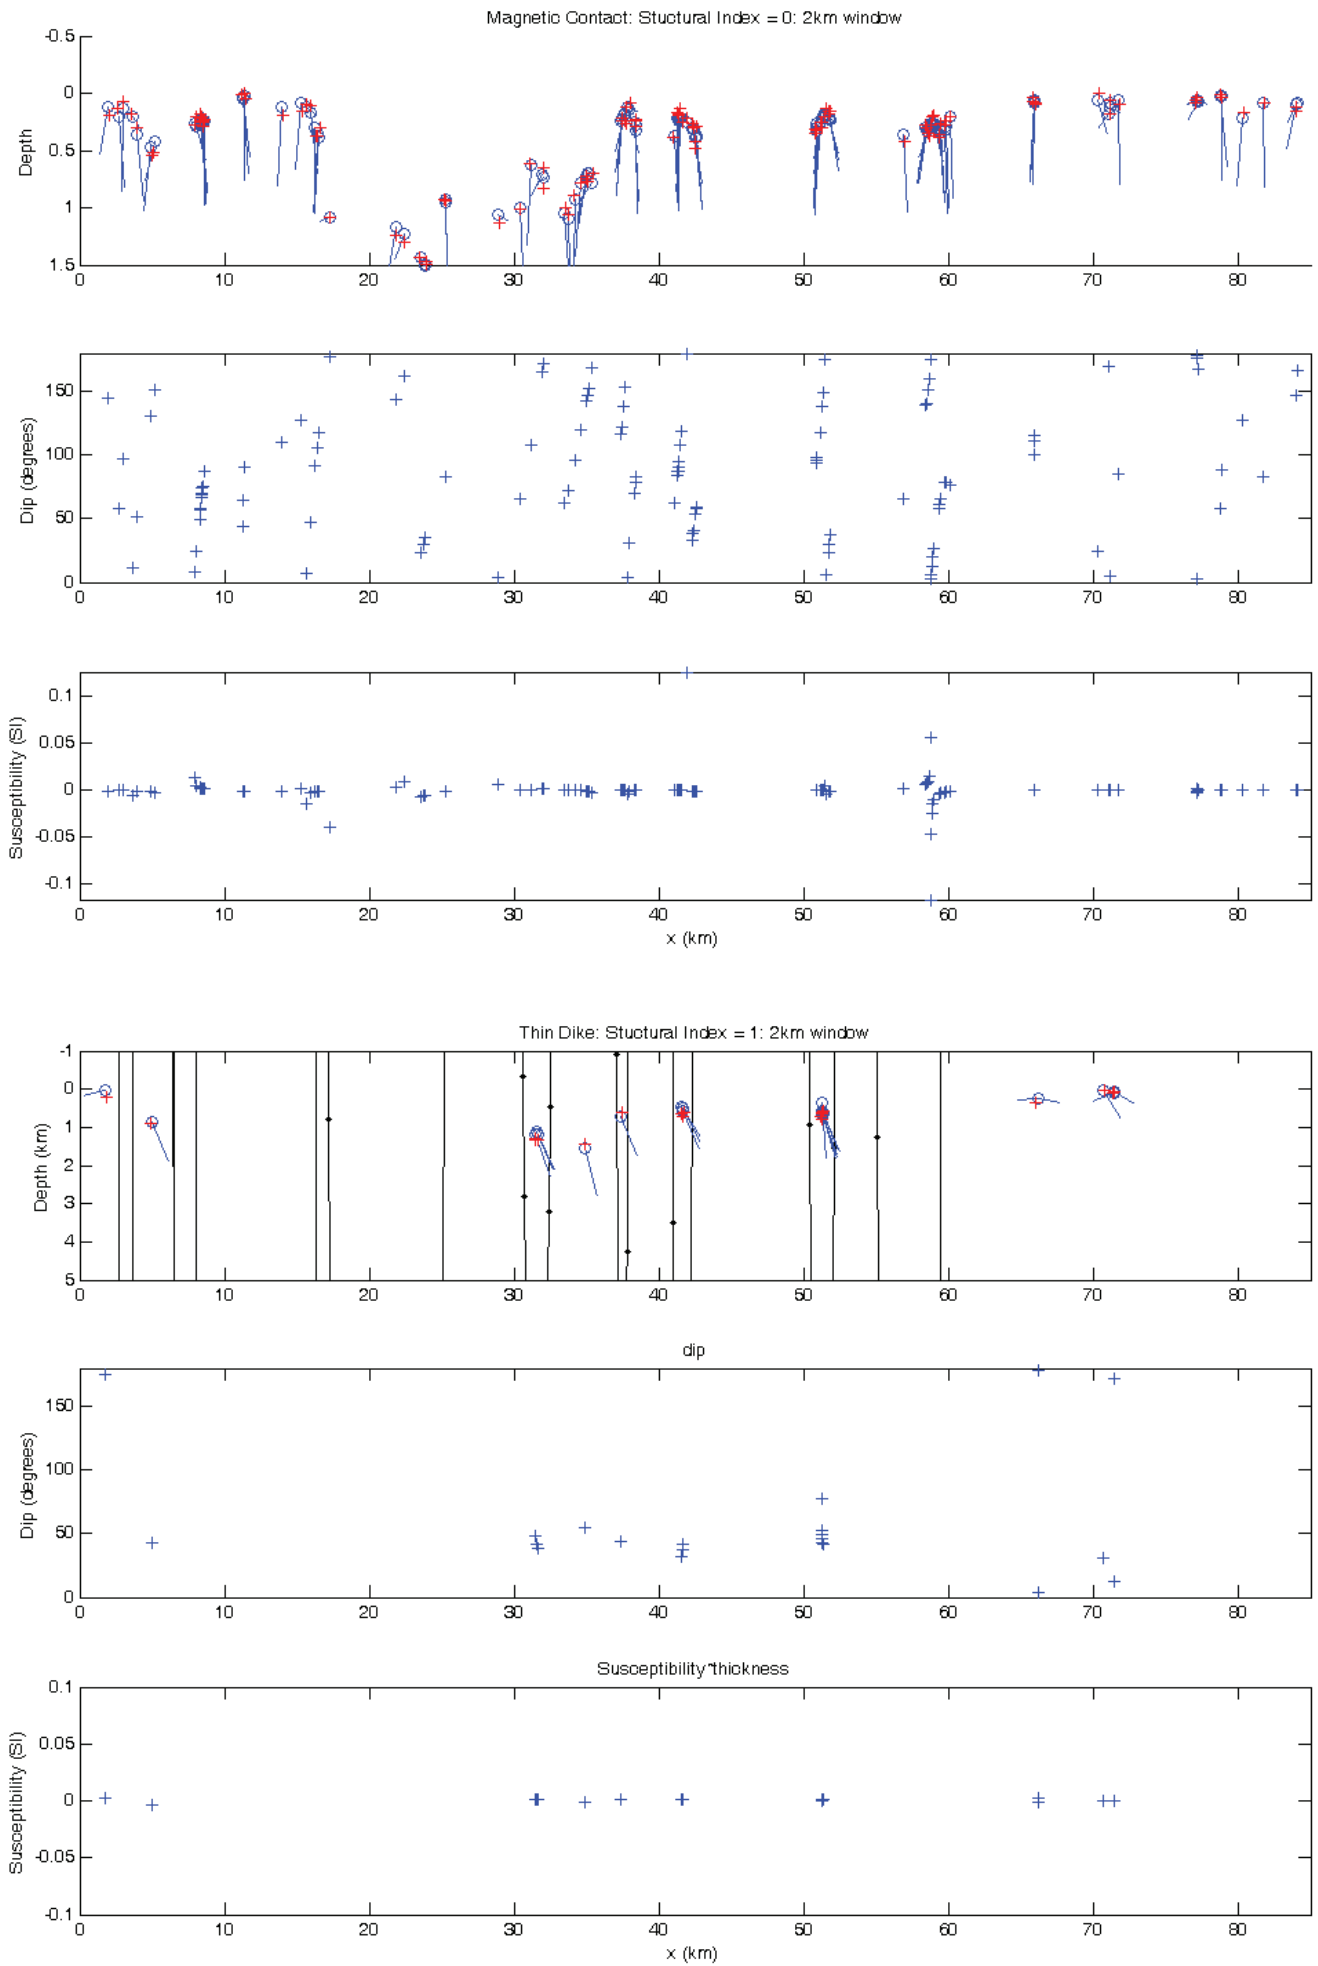 Magnetic Contact: Stuctural Index = 0: 2km window
Depth
-0.5
0
0.5
1
1.5
0 10 20 30 40 50 60 70 80
Dip (degrees)
150
100
50
0
0 10 20 30 40 50 60 70 80
Susceptibility (SI)
0.1
0.05
0
-0.05
-0.1
0 10 20 30 40 50 60 70 80
x (km)
Thin Dike: Stuctural Index = 1: 2km window
Depth (km)
-1
0
1
2
3
4
5
0 10 20 30 40 50 60 70 80
dip
Dip (degrees)
150
100
50
0
0 10 20 30 40 50 60 70 80
Susceptibility*thickness
Susceptibility (SI)
0.1
0.05
0
-0.05
-0.1
0 10 20 30 40 50 60 70 80
x (km)